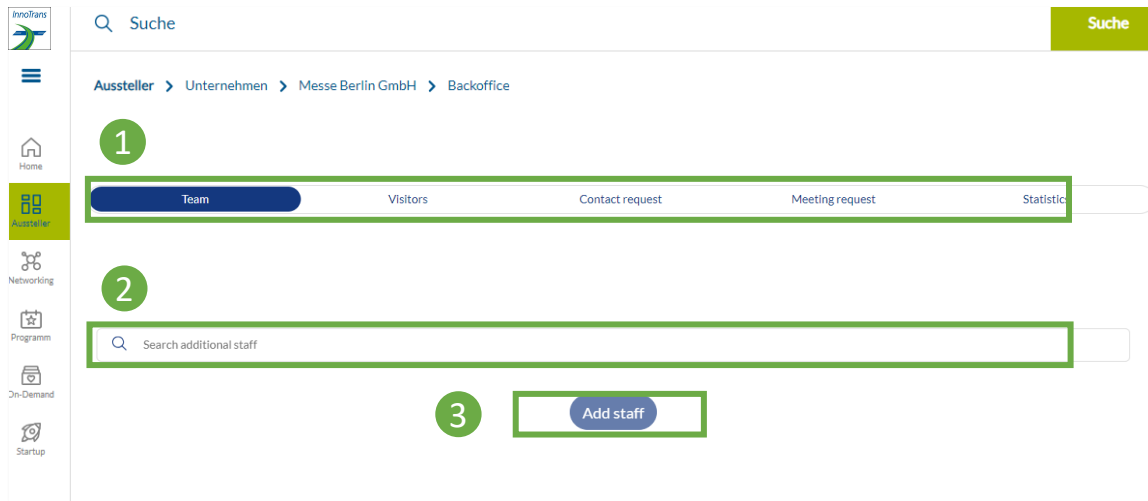 InnoTrans
Suche
Suche
Aussteller > Unternehmen > Messe Berlin GmbH > Backoffice
1
Home
Team Visitors Contact request Meeting request Statistics
Aussteller
Networking
2
Programm
Search additional staff
On-Demand
3
Add staff
Startup